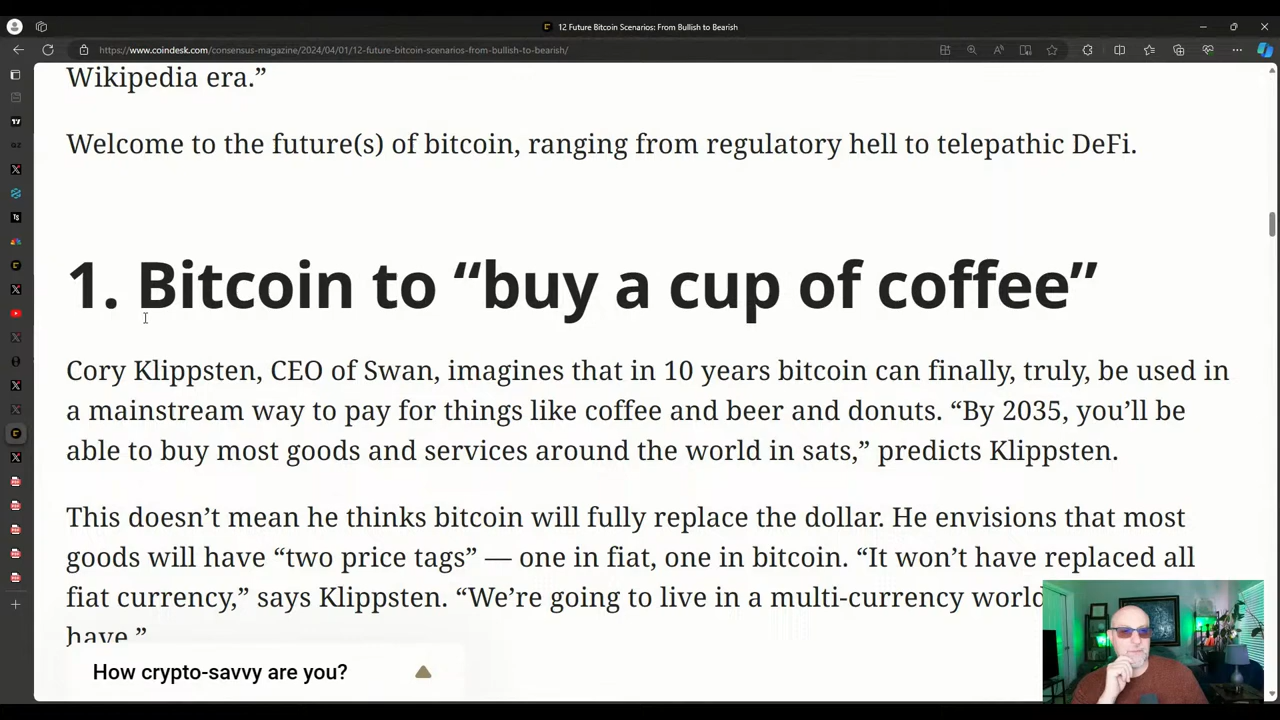 12 Future Bitcoin Scenarios: From Bullish to Bearish
https://www.coindesk.com/consensus-magazine/2024/04/01/12-future-bitcoin-scenarios-from-bullish-to-bearish/
Wikipedia era.”
Welcome to the future(s) of bitcoin, ranging from regulatory hell to telepathic DeFi.
1. Bitcoin to “buy a cup of coffee”
Cory Klippsten, CEO of Swan, imagines that in 10 years bitcoin can finally, truly, be used in
a mainstream way to pay for things like coffee and beer and donuts. “By 2035, you’ll be
able to buy most goods and services around the world in sats,” predicts Klippsten.
This doesn’t mean he thinks bitcoin will fully replace the dollar. He envisions that most
goods will have “two price tags” — one in fiat, one in bitcoin. “It won’t have replaced all
fiat currency,” says Klippsten. “We’re going to live in a multi-currency world
have.”
How crypto-savvy are you?